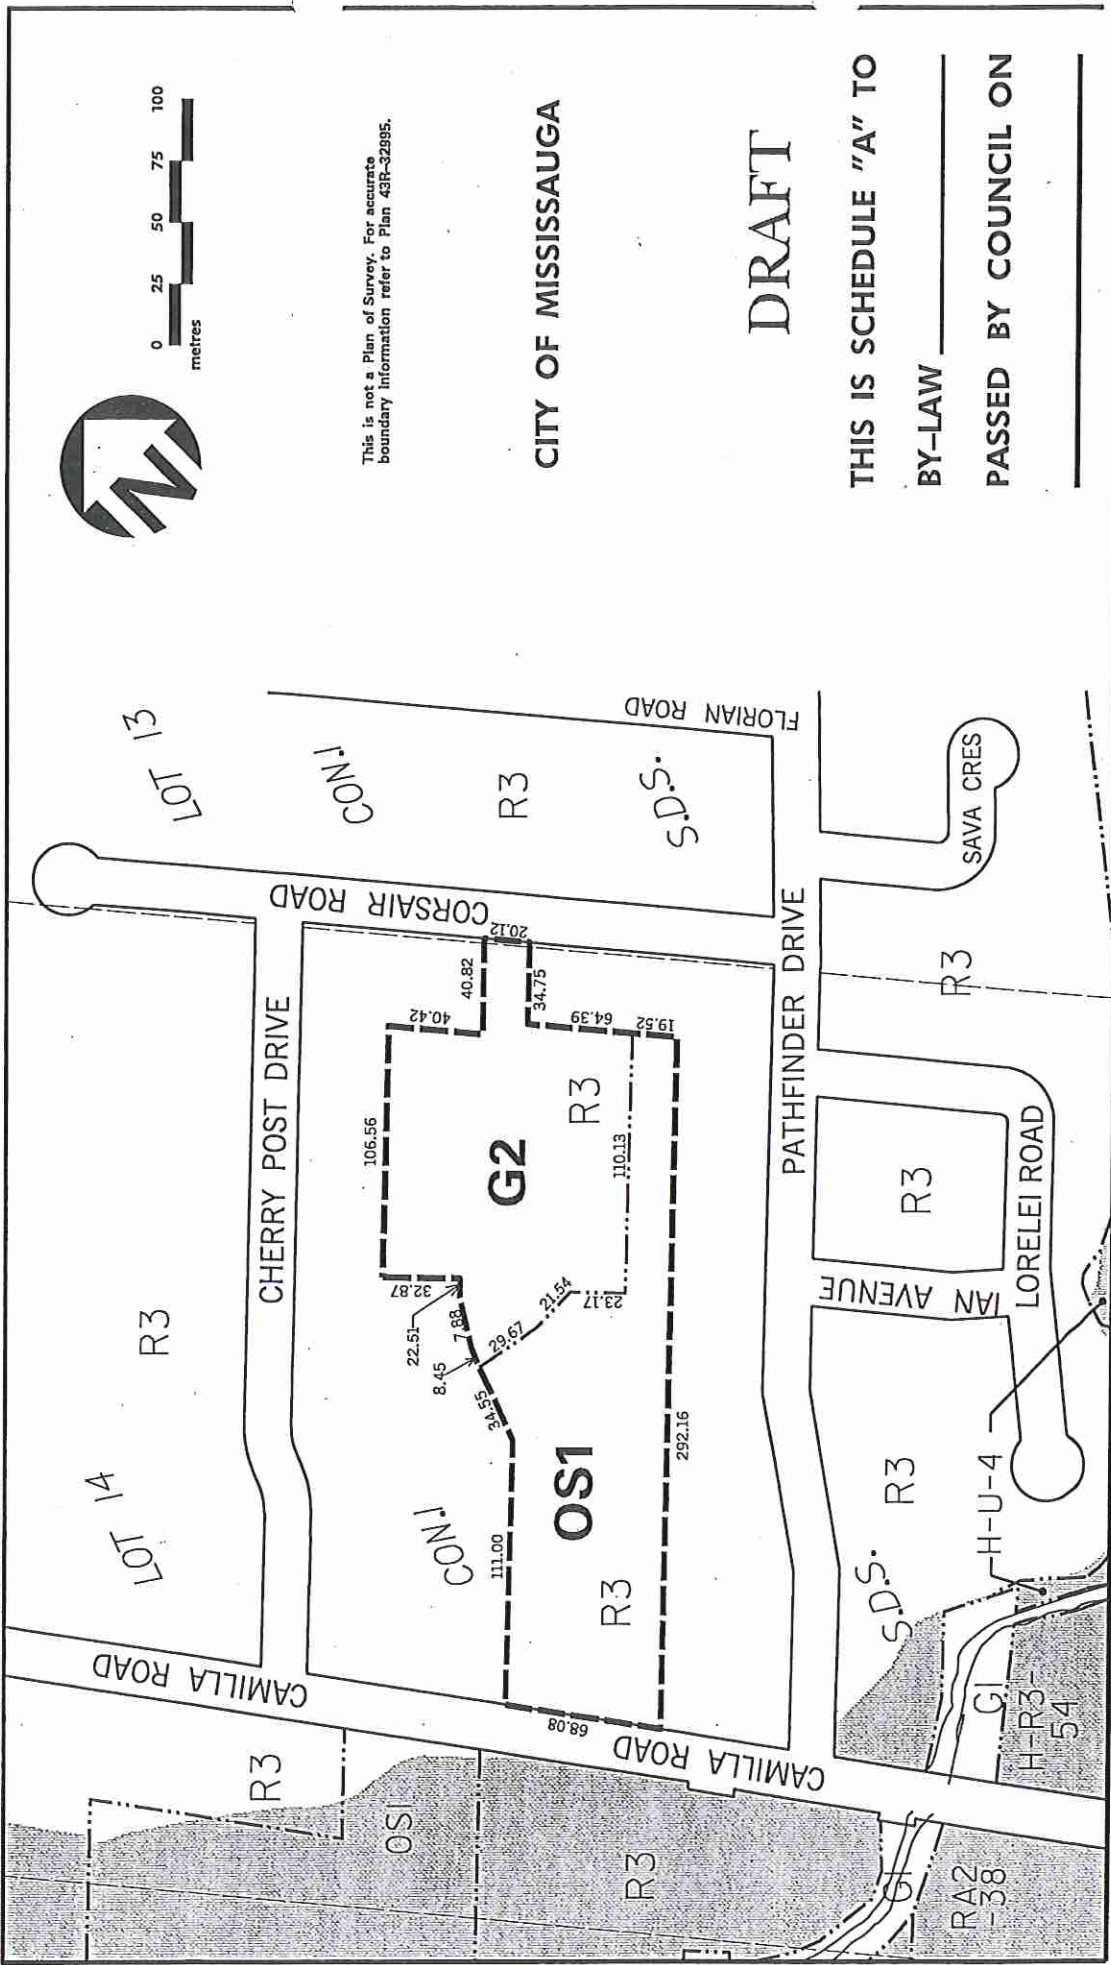 N
0 25 50 75 100
metres
This is not a Plan of Survey. For accurate
boundary information refer to Plan 43R-32995.
CITY OF MISSISSAUGA
DRAFT
THIS IS SCHEDULE "A" TO
BY-LAW
PASSED BY COUNCIL ON
LOT 13
CON.1
R3
S.D.S.
FLORIAN ROAD
CORSAIR ROAD
CHERRY POST DRIVE
PATHFINDER DRIVE
SAVA CRES
R3
LORELEI ROAD
IAN AVENUE
R3
R3
LOT 14
R3
CON.1
S.D.S.
CAMILLA ROAD
CAMILLA ROAD
G2
R3
OS1
R3
20.12
40.82
34.75
40.42
64.39
19.52
106.56
110.13
32.87
22.51
7.88
8.45
21.54
23.17
29.67
34.55
111.00
292.16
68.08
H-U-4
G1
H-R3-
54
R3
OS1
R3
G1
RA2
-38